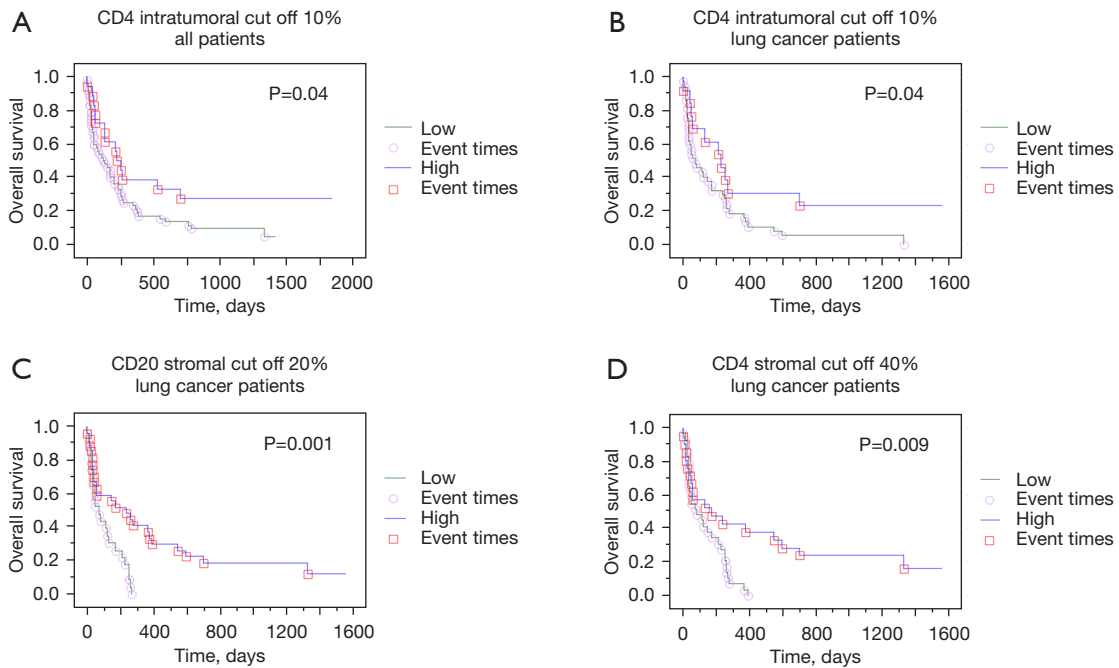 A
CD4 intratumoral cut off 10%
all patients
Overall survival
1.0
0.8
0.6
0.4
0.2
0.0
P=0.04
0 500 1000 1500 2000
Time, days
Low
Event times
High
Event times
B
CD4 intratumoral cut off 10%
lung cancer patients
Overall survival
1.0
0.8
0.6
0.4
0.2
0.0
P=0.04
0 400 800 1200 1600
Time, days
Low
Event times
High
Event times
C
CD20 stromal cut off 20%
lung cancer patients
Overall survival
1.0
0.8
0.6
0.4
0.2
0.0
P=0.001
0 400 800 1200 1600
Time, days
Low
Event times
High
Event times
D
CD4 stromal cut off 40%
lung cancer patients
Overall survival
1.0
0.8
0.6
0.4
0.2
0.0
P=0.009
0 400 800 1200 1600
Time, days
Low
Event times
High
Event times